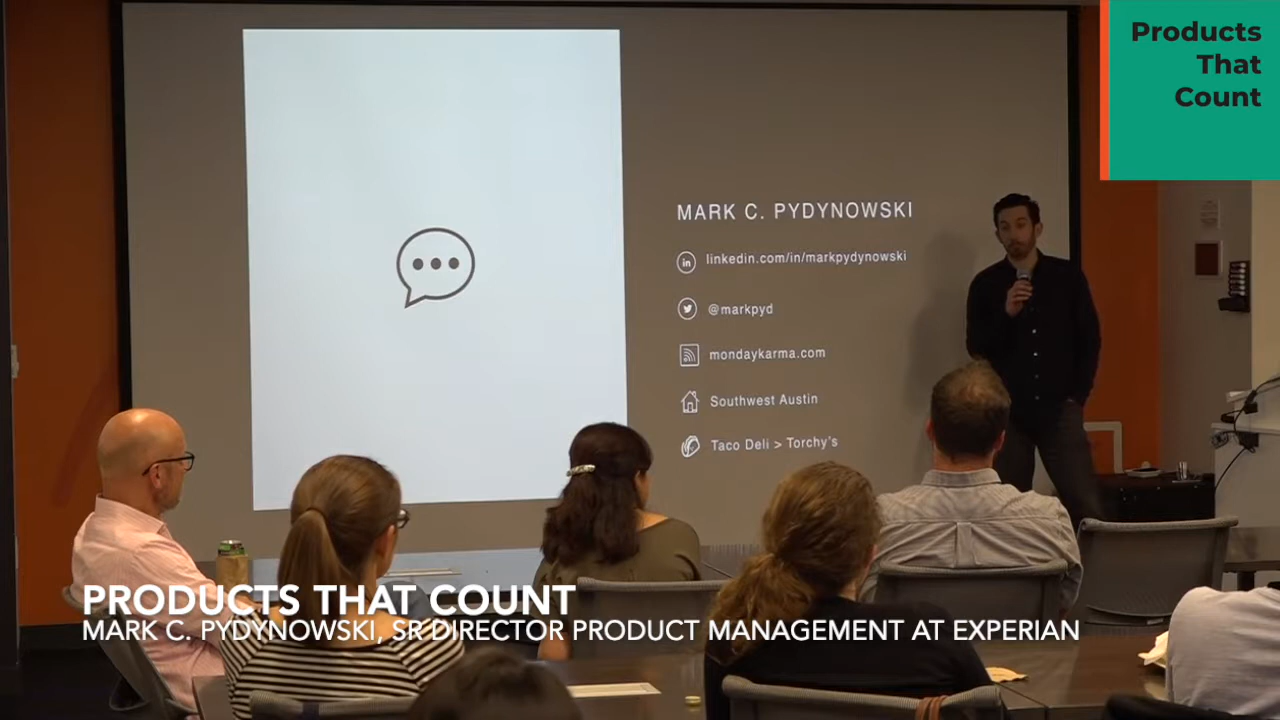 Products
That
Count
MARK C. PYDYNOWSKI
in
linkedin.com/in/markpydynowski
@markpyd
mondaykarma.com
Southwest Austin
Taco Deli > Torchy's
PRODUCTS THAT COUNT
MARK C. PYDYNOWSKI, SR DIRECTOR PRODUCT MANAGEMENT AT EXPERIAN